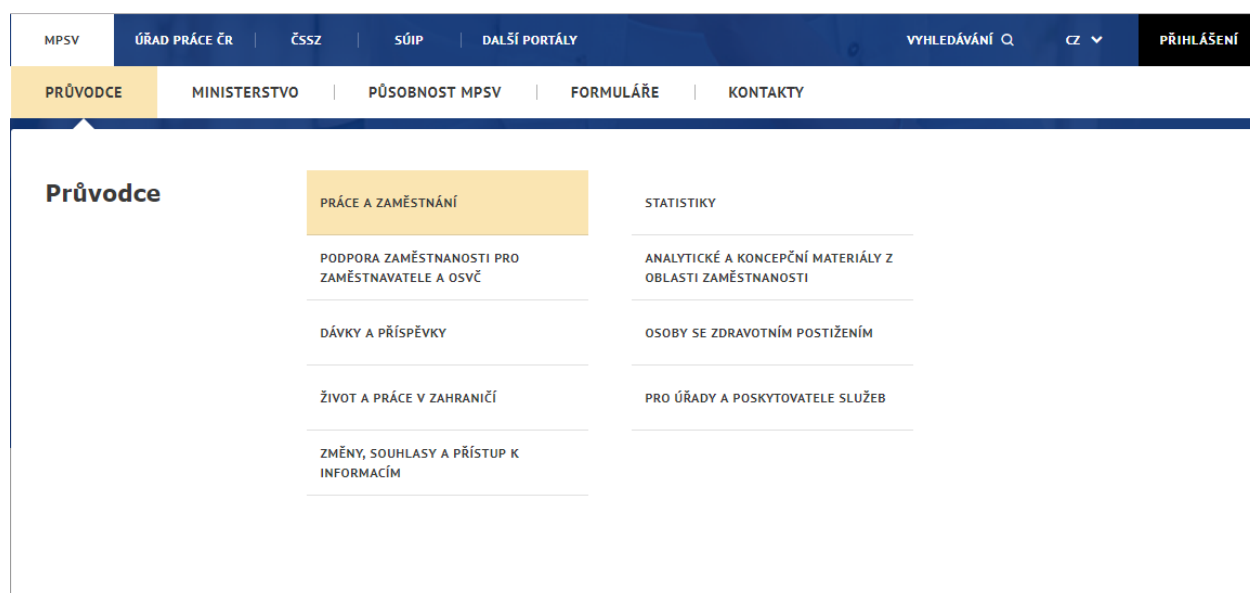 MPSV ÚŘAD PRÁCE ČR ČSSZ SÚIP DALŠÍ PORTÁLY VYHLEDÁVÁNÍ CZ PŘIHLÁŠENÍ
PRŮVODCE MINISTERSTVO PŮSOBNOST MPSV FORMULÁŘE KONTAKTY
Průvodce
PRÁCE A ZAMĚSTNÁNÍ
PODPORA ZAMĚSTNANOSTI PRO
ZAMĚSTNAVATELE A OSVČ
DÁVKY A PŘÍSPĚVKY
ŽIVOT A PRÁCE V ZAHRANIČÍ
ZMĚNY, SOUHLASY A PŘÍSTUP K
INFORMACÍM
STATISTIKY
ANALYTICKÉ A KONCEPČNÍ MATERIÁLY Z
OBLASTI ZAMĚSTNANOSTI
OSOBY SE ZDRAVOTNÍM POSTIŽENÍM
PRO ÚŘADY A POSKYTOVATELE SLUŽEB